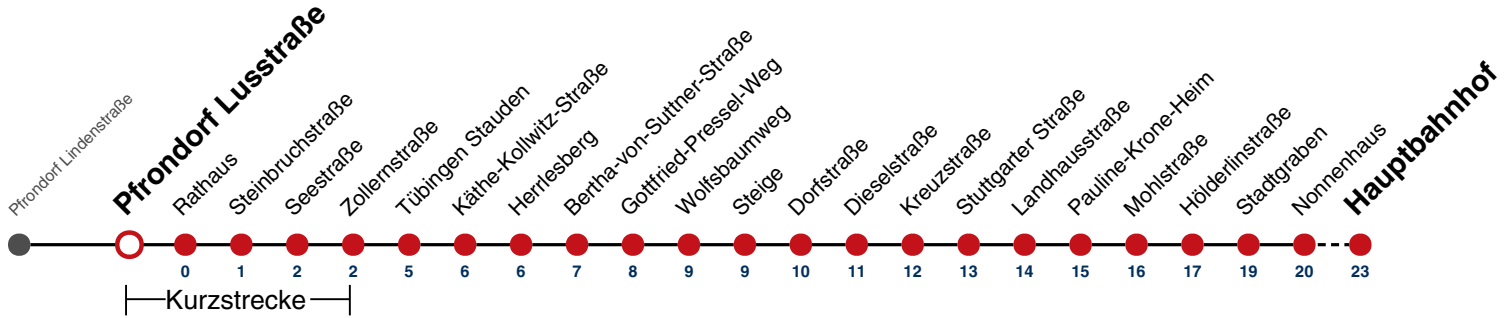 Pfrondorf Lindenstraße
Pfrondorf Lusstraße
Rathaus
Steinbruchstraße
Seestraße
Zollernstraße
Tübingen Stauden
Käthe-Kollwitz-Straße
Herrlesberg
Bertha-von-Suttner-Straße
Gottfried-Pressel-Weg
Wolfsbaumweg
Steige
Dorfstraße
Dieselstraße
Kreuzstraße
Stuttgarter Straße
Landhausstraße
Pauline-Krone-Heim
Mohlstraße
Hölderlinstraße
Stadtgraben
Nonnenhaus
Hauptbahnhof
0 1 2 2 5 6 6 7 8 9 9 10 11 12 13 14 15 16 17 19 20 23
Kurzstrecke